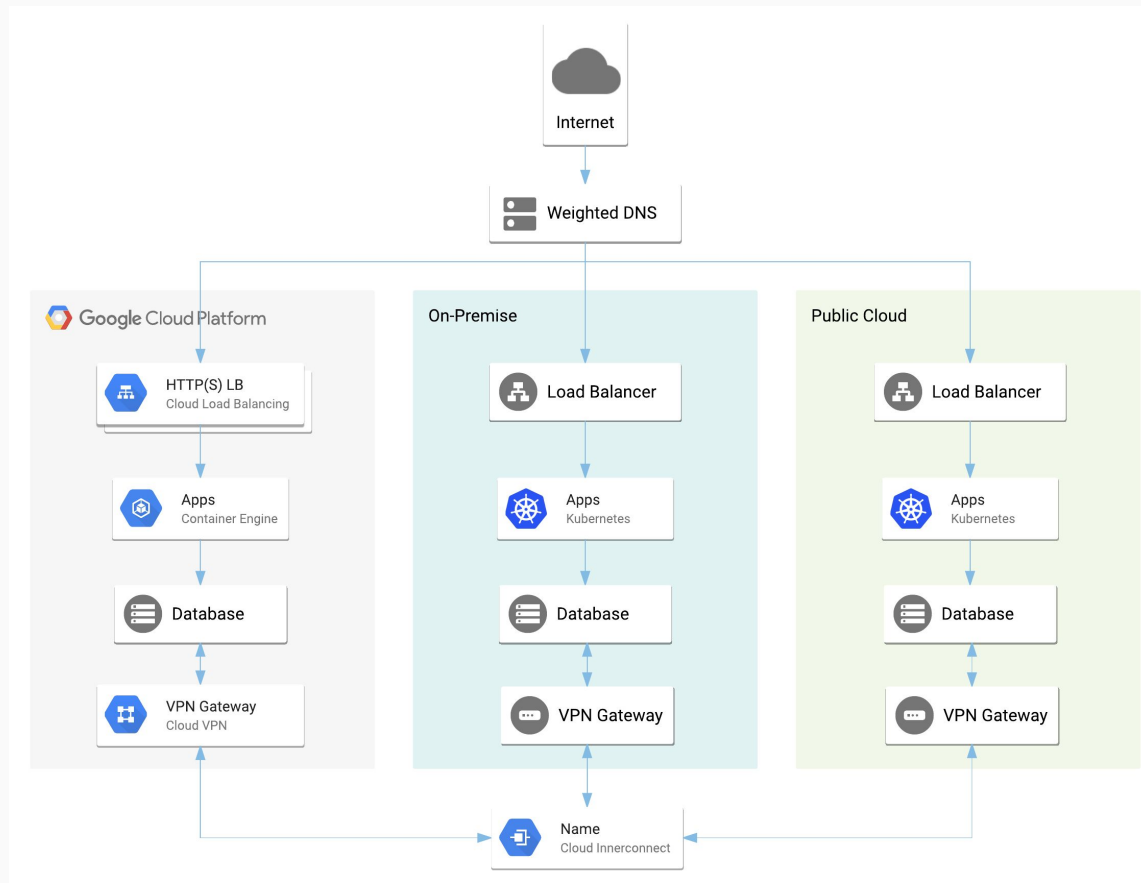 Internet
Weighted DNS
Google Cloud Platform
HTTP(S) LB
Cloud Load Balancing
Apps
Container Engine
Database
VPN Gateway
Cloud VPN
On-Premise
Load Balancer
Apps
Kubernetes
Database
VPN Gateway
Public Cloud
Load Balancer
Apps
Kubernetes
Database
VPN Gateway
Name
Cloud Innerconnect